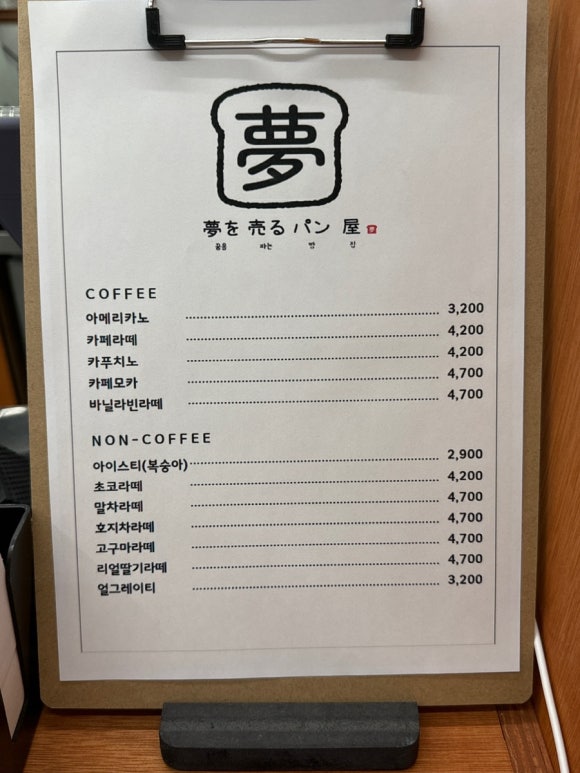 夢
夢を売るパン屋
꿈을 파는 빵 집
COFFEE
아메리카노 3,200
카페라떼 4,200
카푸치노 4,200
카페모카 4,700
바닐라빈라떼 4,700
NON-COFFEE
아이스티(복숭아) 2,900
초코라떼 4,200
말차라떼 4,700
호지차라떼 4,700
고구마라떼 4,700
리얼딸기라떼 4,700
얼그레이티 3,200